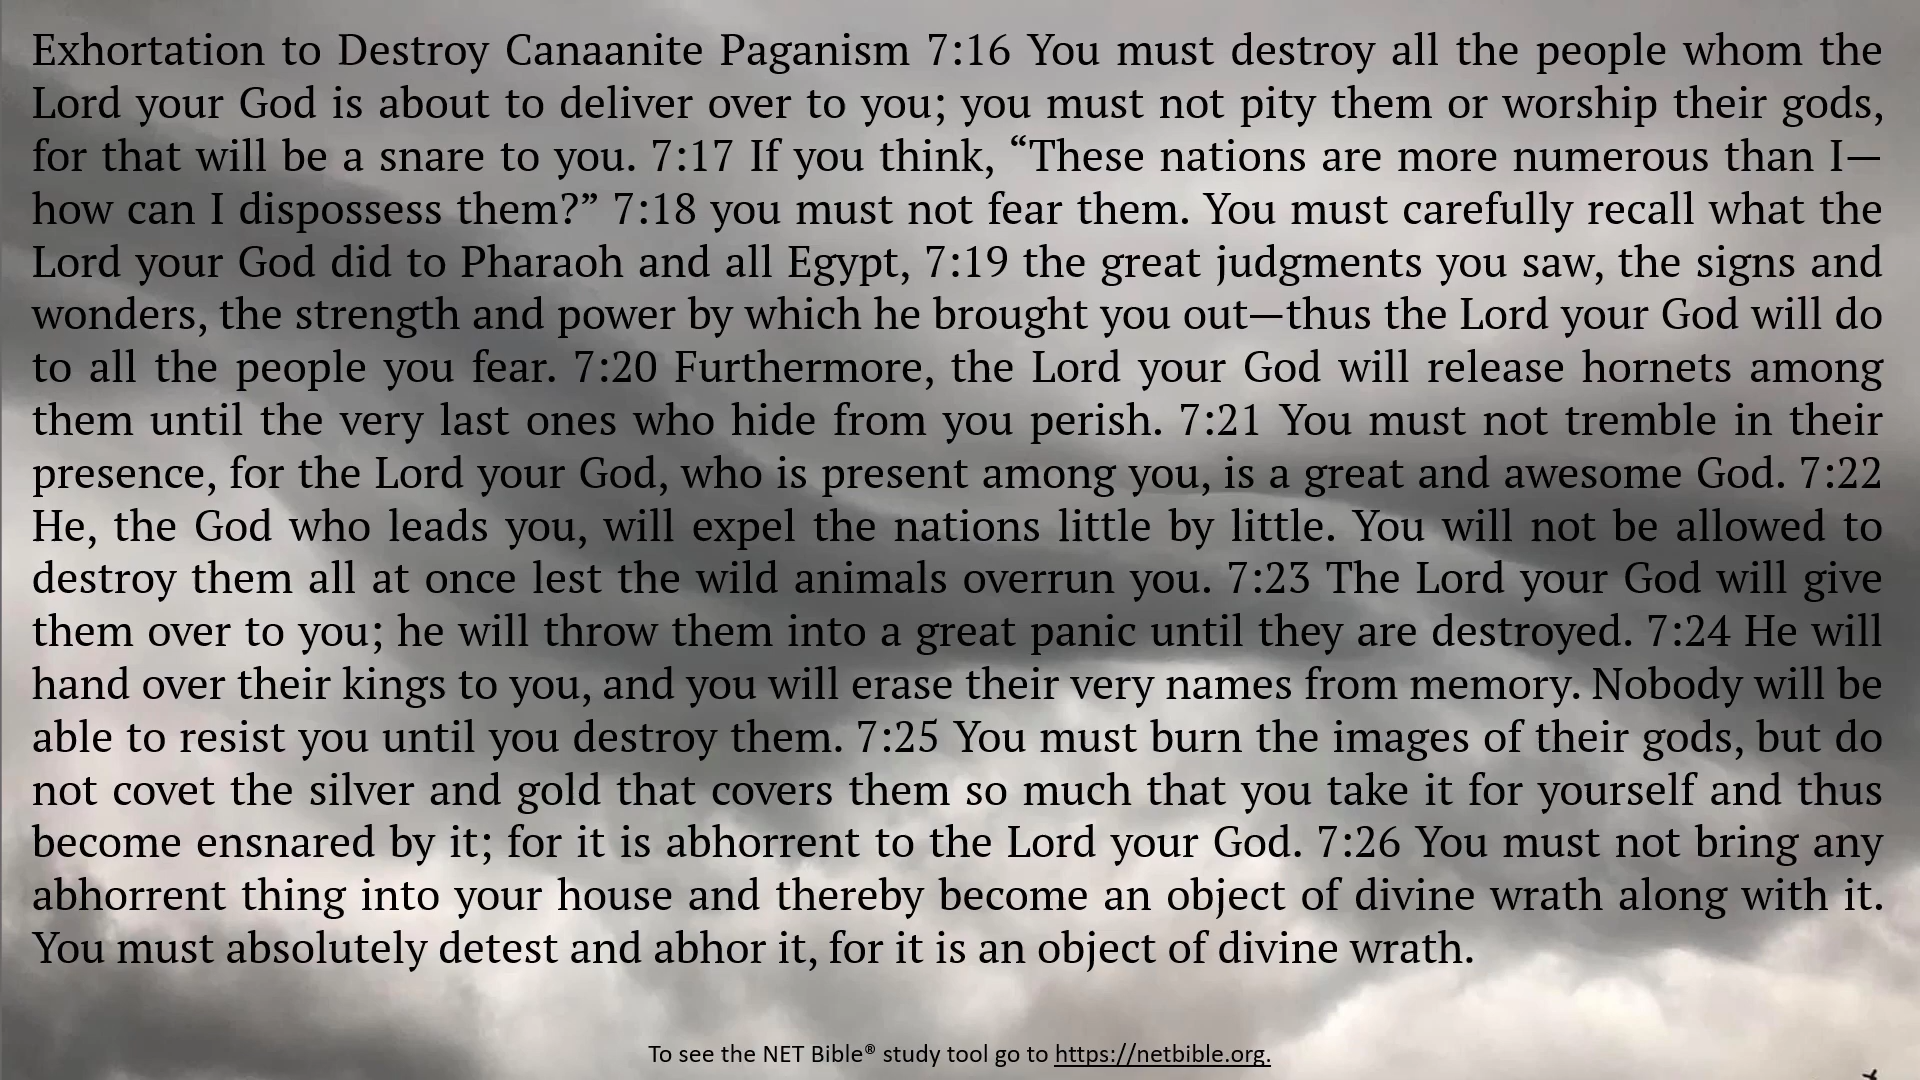 Exhortation to Destroy Canaanite Paganism 7:16 You must destroy all the people whom the
Lord your God is about to deliver over to you; you must not pity them or worship their gods,
for that will be a snare to you. 7:17 If you think, “These nations are more numerous than I—
how can I dispossess them?” 7:18 you must not fear them. You must carefully recall what the
Lord your God did to Pharaoh and all Egypt, 7:19 the great judgments you saw, the signs and
wonders, the strength and power by which he brought you out—thus the Lord your God will do
to all the people you fear. 7:20 Furthermore, the Lord your God will release hornets among
them until the very last ones who hide from you perish. 7:21 You must not tremble in their
presence, for the Lord your God, who is present among you, is a great and awesome God. 7:22
He, the God who leads you, will expel the nations little by little. You will not be allowed to
destroy them all at once lest the wild animals overrun you. 7:23 The Lord your God will give
them over to you; he will throw them into a great panic until they are destroyed. 7:24 He will
hand over their kings to you, and you will erase their very names from memory. Nobody will be
able to resist you until you destroy them. 7:25 You must burn the images of their gods, but do
not covet the silver and gold that covers them so much that you take it for yourself and thus
become ensnared by it; for it is abhorrent to the Lord your God. 7:26 You must not bring any
abhorrent thing into your house and thereby become an object of divine wrath along with it.
You must absolutely detest and abhor it, for it is an object of divine wrath.
To see the NET Bible® study tool go to https://netbible.org.